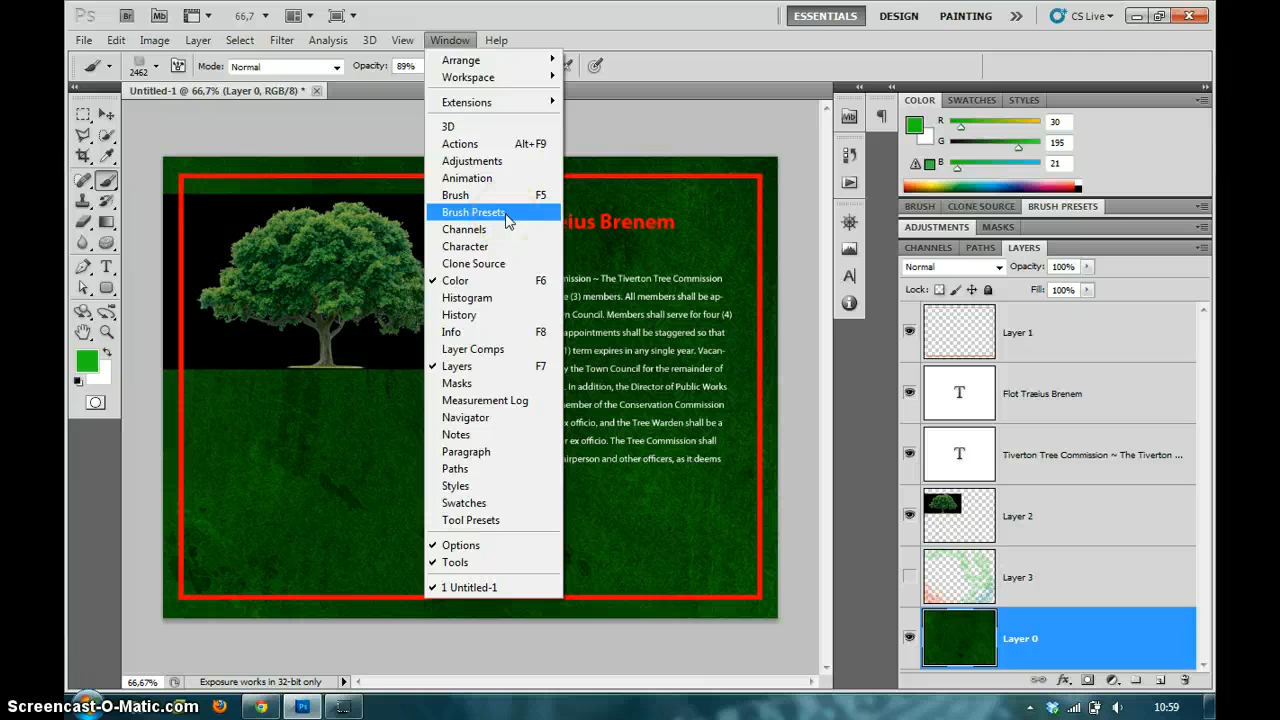 Ps Br Mb 66,7 ESSENTIALS DESIGN PAINTING CS Live
File Edit Image Layer Select Filter Analysis 3D View Window Help
2462 Mode: Normal Opacity: 89%
Untitled-1 @ 66,7% (Layer 0, RGB/8) *
Arrange
Workspace
Extensions
3D
Actions Alt+F9
Adjustments
Animation
Brush F5
Brush Presets
Channels
Character
Clone Source
Color F6
Histogram
History
Info F8
Layer Comps
Layers F7
Masks
Measurement Log
Navigator
Notes
Paragraph
Paths
Styles
Swatches
Tool Presets
Options
Tools
1 Untitled-1
eius Brenem
mission ~ The Tiverton Tree Commission
(3) members. All members shall be ap-
Council. Members shall serve for four (4)
appointments shall be staggered so that
1) term expires in any single year. Vacan-
by the Town Council for the remainder of
. In addition, the Director of Public Works
ember of the Conservation Commission
officio, and the Tree Warden shall be a
ex officio. The Tree Commission shall
airperson and other officers, as it deems
COLOR SWATCHES STYLES
R 30
G 195
B 21
BRUSH CLONE SOURCE BRUSH PRESETS
ADJUSTMENTS MASKS
CHANNELS PATHS LAYERS
Normal Opacity: 100%
Lock: Fill: 100%
Layer 1
T Flot Træius Brenem
T Tiverton Tree Commission ~ The Tiverton ...
Layer 2
Layer 3
Layer 0
Mb
A
T
66,67% Exposure works in 32-bit only
fx
Screencast-O-Matic.com
Ps
10:59